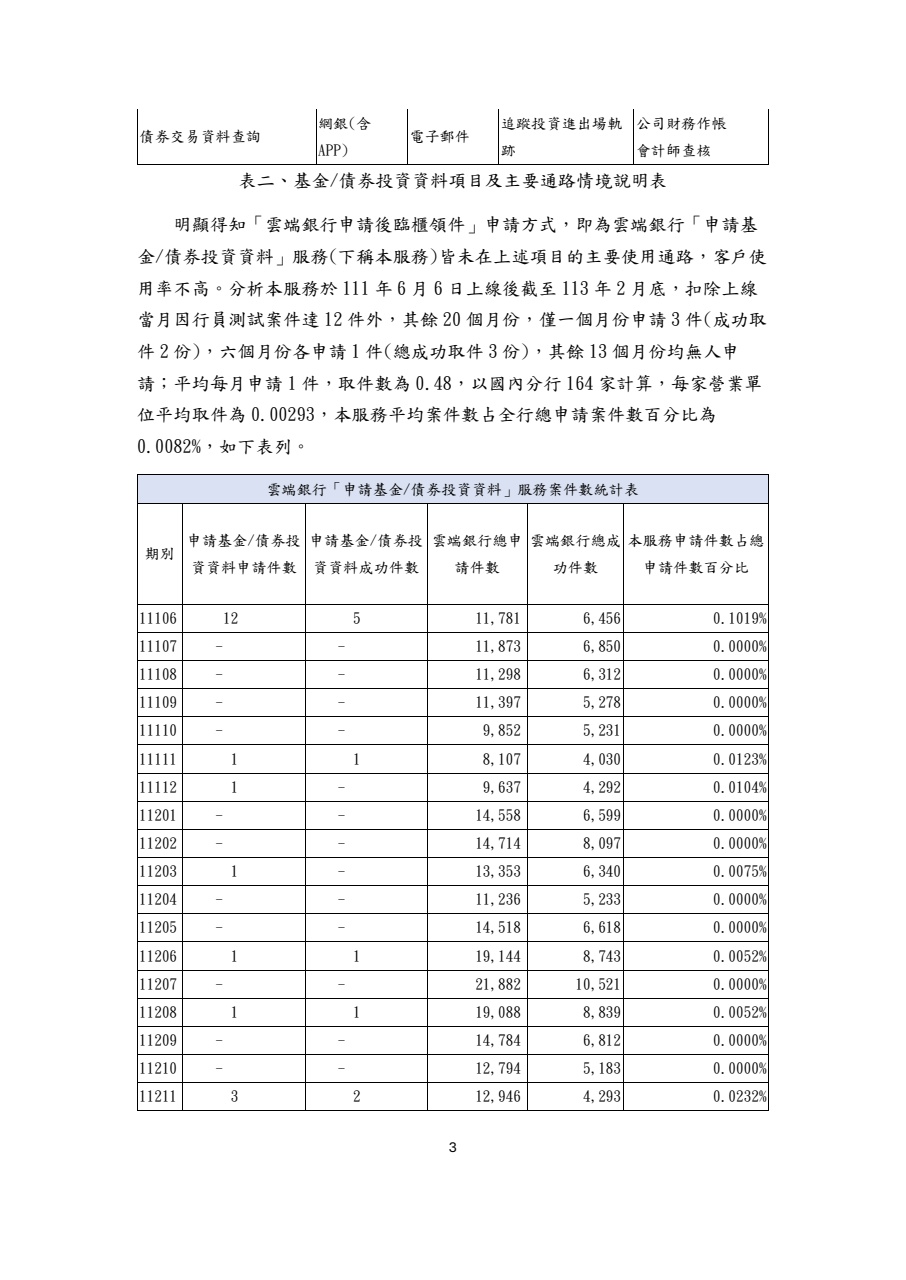 債券交易資料查詢 網銀(含APP) 電子郵件 追蹤投資進出場軌跡 公司財務作帳 會計師查核
表二、基金/債券投資資料項目及主要通路情境說明表
明顯得知「雲端銀行申請後臨櫃領件」申請方式，即為雲端銀行「申請基
金/債券投資資料」服務(下稱本服務)皆未在上述項目的主要使用通路，客戶使
用率不高。分析本服務於 111 年 6 月 6 日上線後截至 113 年 2 月底，扣除上線
當月因行員測試案件達 12 件外，其餘 20 個月份，僅一個月份申請 3 件(成功取
件 2 份)，六個月份各申請 1 件(總成功取件 3 份)，其餘 13 個月份均無人申
請；平均每月申請 1 件，取件數為 0.48，以國內分行 164 家計算，每家營業單
位平均取件為 0.00293，本服務平均案件數占全行總申請案件數百分比為
0.0082%，如下表列。
雲端銀行「申請基金/債券投資資料」服務案件數統計表
期別 申請基金/債券投資資料申請件數 申請基金/債券投資資料成功件數 雲端銀行總申請件數 雲端銀行總成功件數 本服務申請件數占總申請件數百分比
11106 12 5 11,781 6,456 0.1019%
11107 - - 11,873 6,850 0.0000%
11108 - - 11,298 6,312 0.0000%
11109 - - 11,397 5,278 0.0000%
11110 - - 9,852 5,231 0.0000%
11111 1 1 8,107 4,030 0.0123%
11112 1 - 9,637 4,292 0.0104%
11201 - - 14,558 6,599 0.0000%
11202 - - 14,714 8,097 0.0000%
11203 1 - 13,353 6,340 0.0075%
11204 - - 11,236 5,233 0.0000%
11205 - - 14,518 6,618 0.0000%
11206 1 1 19,144 8,743 0.0052%
11207 - - 21,882 10,521 0.0000%
11208 1 1 19,088 8,839 0.0052%
11209 - - 14,784 6,812 0.0000%
11210 - - 12,794 5,183 0.0000%
11211 3 2 12,946 4,293 0.0232%
3